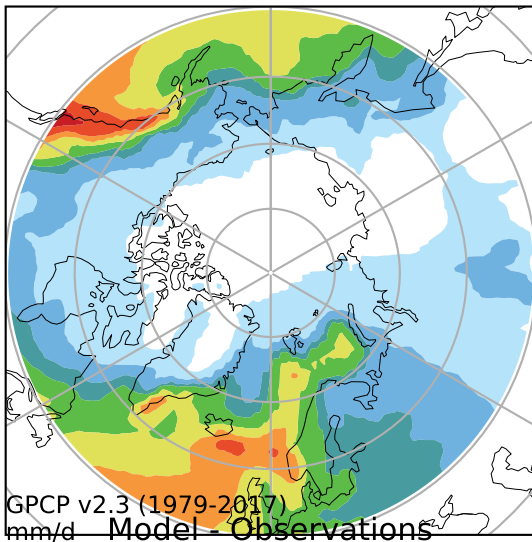 GPCP v2.3 (1979-2017)
mm/d
Model - Observations